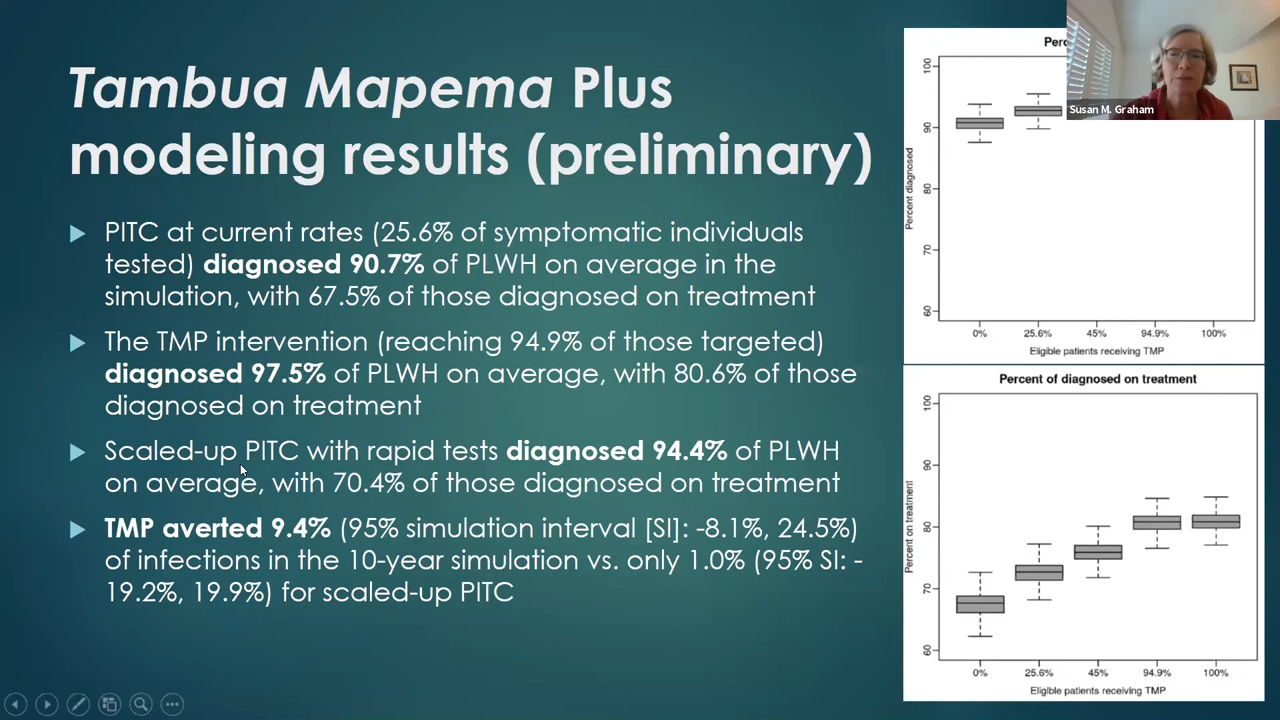 Tambua Mapema Plus
modeling results (preliminary)
PITC at current rates (25.6% of symptomatic individuals
tested) diagnosed 90.7% of PLWH on average in the
simulation, with 67.5% of those diagnosed on treatment
The TMP intervention (reaching 94.9% of those targeted)
diagnosed 97.5% of PLWH on average, with 80.6% of those
diagnosed on treatment
Scaled-up PITC with rapid tests diagnosed 94.4% of PLWH
on average, with 70.4% of those diagnosed on treatment
TMP averted 9.4% (95% simulation interval [SI]: -8.1%, 24.5%)
of infections in the 10-year simulation vs. only 1.0% (95% SI: -
19.2%, 19.9%) for scaled-up PITC
Susan M. Graham
Percent diagnosed
100
90
80
70
60
0% 25.6% 45% 94.9% 100%
Eligible patients receiving TMP
Percent of diagnosed on treatment
Percent on treatment
100
90
80
70
60
0% 25.6% 45% 94.9% 100%
Eligible patients receiving TMP